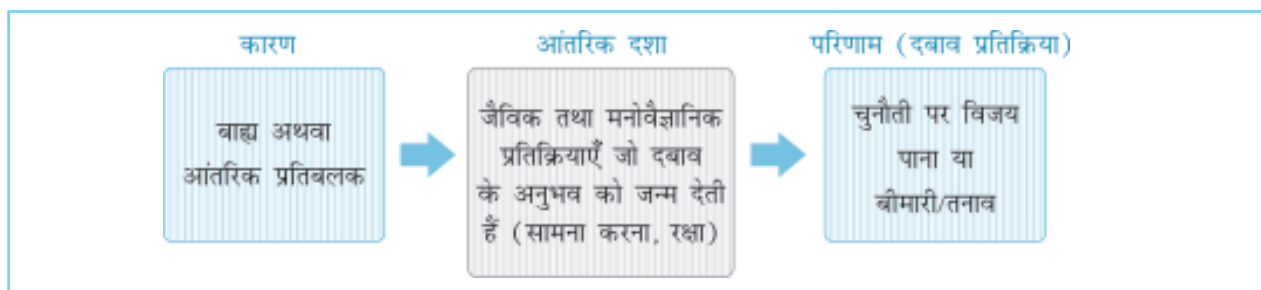 कारण
बाह्य अथवा
आंतरिक प्रतिबलक
आंतरिक दशा
जैविक तथा मनोवैज्ञानिक
प्रतिक्रियाएँ जो दबाव
के अनुभव को जन्म देती
हैं (सामना करना, रक्षा)
परिणाम (दबाव प्रतिक्रिया)
चुनौती पर विजय
पाना या
बीमारी/तनाव